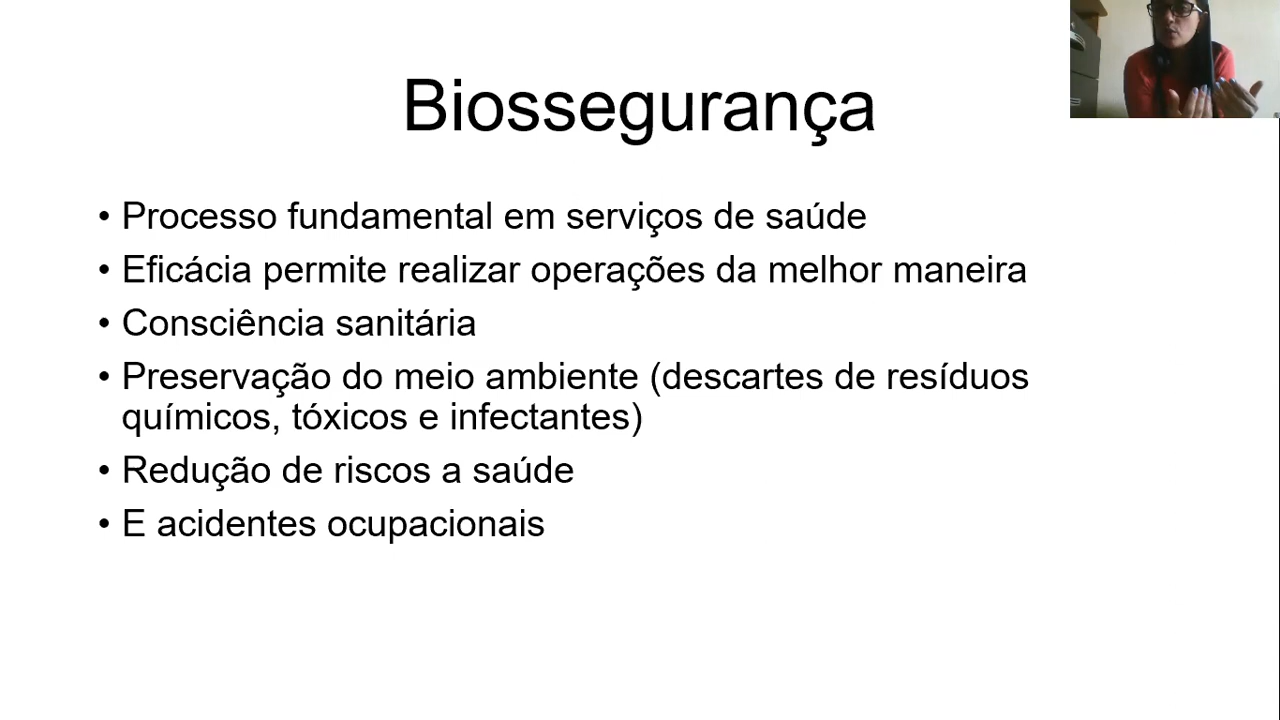 Biossegurança
• Processo fundamental em serviços de saúde
• Eficácia permite realizar operações da melhor maneira
• Consciência sanitária
• Preservação do meio ambiente (descartes de resíduos
químicos, tóxicos e infectantes)
• Redução de riscos a saúde
• E acidentes ocupacionais